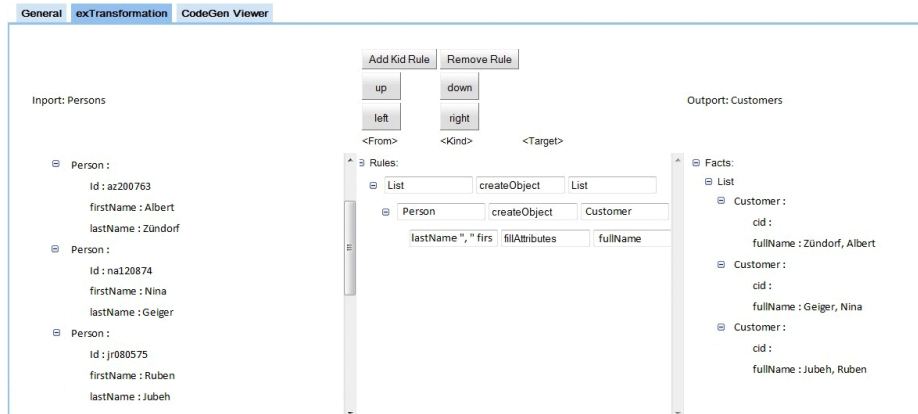 General exTransformation CodeGen Viewer
Add Kid Rule Remove Rule
up down
Inport: Persons
Outport: Customers
left right
<From> <Kind> <Target>
Person :
Id : az200763
firstName : Albert
lastName : Zündorf
Person :
Id : na120874
firstName : Nina
lastName : Geiger
Person :
Id : jr080575
firstName : Ruben
lastName : Jubeh
Rules:
List createObject List
Person createObject Customer
lastName ", " firs fillAttributes fullName
Facts:
List
Customer :
cid :
fullName : Zündorf, Albert
Customer :
cid :
fullName : Geiger, Nina
Customer :
cid :
fullName : Jubeh, Ruben